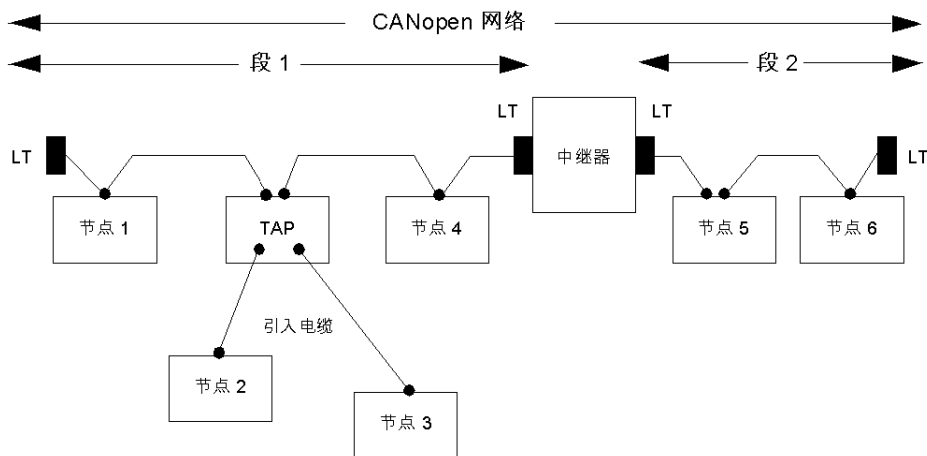 CANopen 网络
段 1
段 2
LT
LT
LT
LT
中继器
节点 1
TAP
节点 4
节点 5
节点 6
引入电缆
节点 2
节点 3